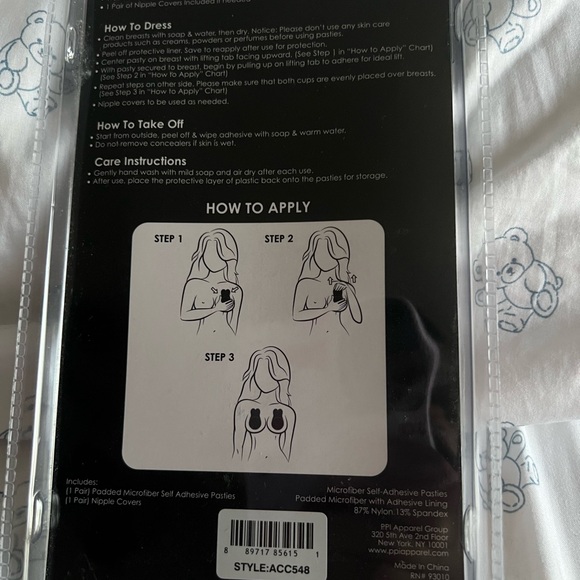 • 1 Pair of Nipple Covers Included if Needed
How To Dress
• Clean breasts with soap & water, then dry. Notice: Please don't use any skin care
products such as creams, powders or perfumes before using pasties.
• Peel off protective liner. Save to reapply after use for protection.
• Center pasty on breast with lifting tab facing upward. (See Step 1 in "How to Apply" Chart)
• With pasty secured to breast, begin by pulling up on lifting tab to adhere for ideal lift.
(See Step 2 in "How to Apply" Chart)
• Repeat steps on other side. Please make sure that both cups are evenly placed over breasts.
(See Step 3 in "How to Apply" Chart)
• Nipple covers to be used as needed.
How To Take Off
• Start from outside, peel off & wipe adhesive with soap & warm water.
• Do not remove concealers if skin is wet.
Care Instructions
• Gently hand wash with mild soap and air dry after each use.
• After use, place the protective layer of plastic back onto the pasties for storage.
HOW TO APPLY
STEP 1
STEP 2
STEP 3
Includes:
(1 Pair) Padded Microfiber Self Adhesive Pasties
(1 Pair) Nipple Covers
Microfiber Self-Adhesive Pasties
Padded Microfiber with Adhesive Lining
87% Nylon 13% Spandex
PPI Apparel Group
320 5th Ave 2nd Floor
New York, NY 10001
www.ppiapparel.com
Made In China
RN# 93010
8 89717 85615 1
STYLE:ACC548